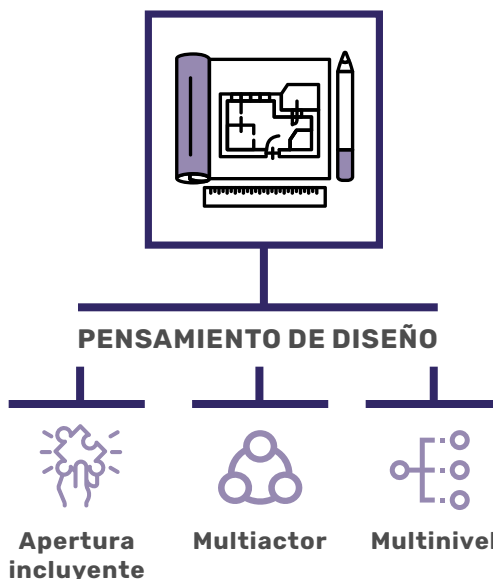 PENSAMIENTO DE DISEÑO
Apertura
incluyente
Multiactor
Multinivel